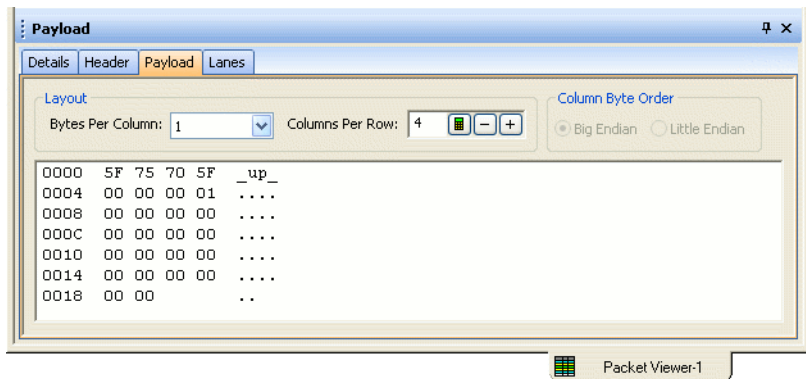 Payload
Details Header Payload Lanes
Layout
Bytes Per Column: 1 Columns Per Row: 4
Column Byte Order
Big Endian Little Endian
0000 5F 75 70 5F _up_
0004 00 00 00 01 ....
0008 00 00 00 00 ....
000C 00 00 00 00 ....
0010 00 00 00 00 ....
0014 00 00 00 00 ....
0018 00 00 ..
Packet Viewer-1